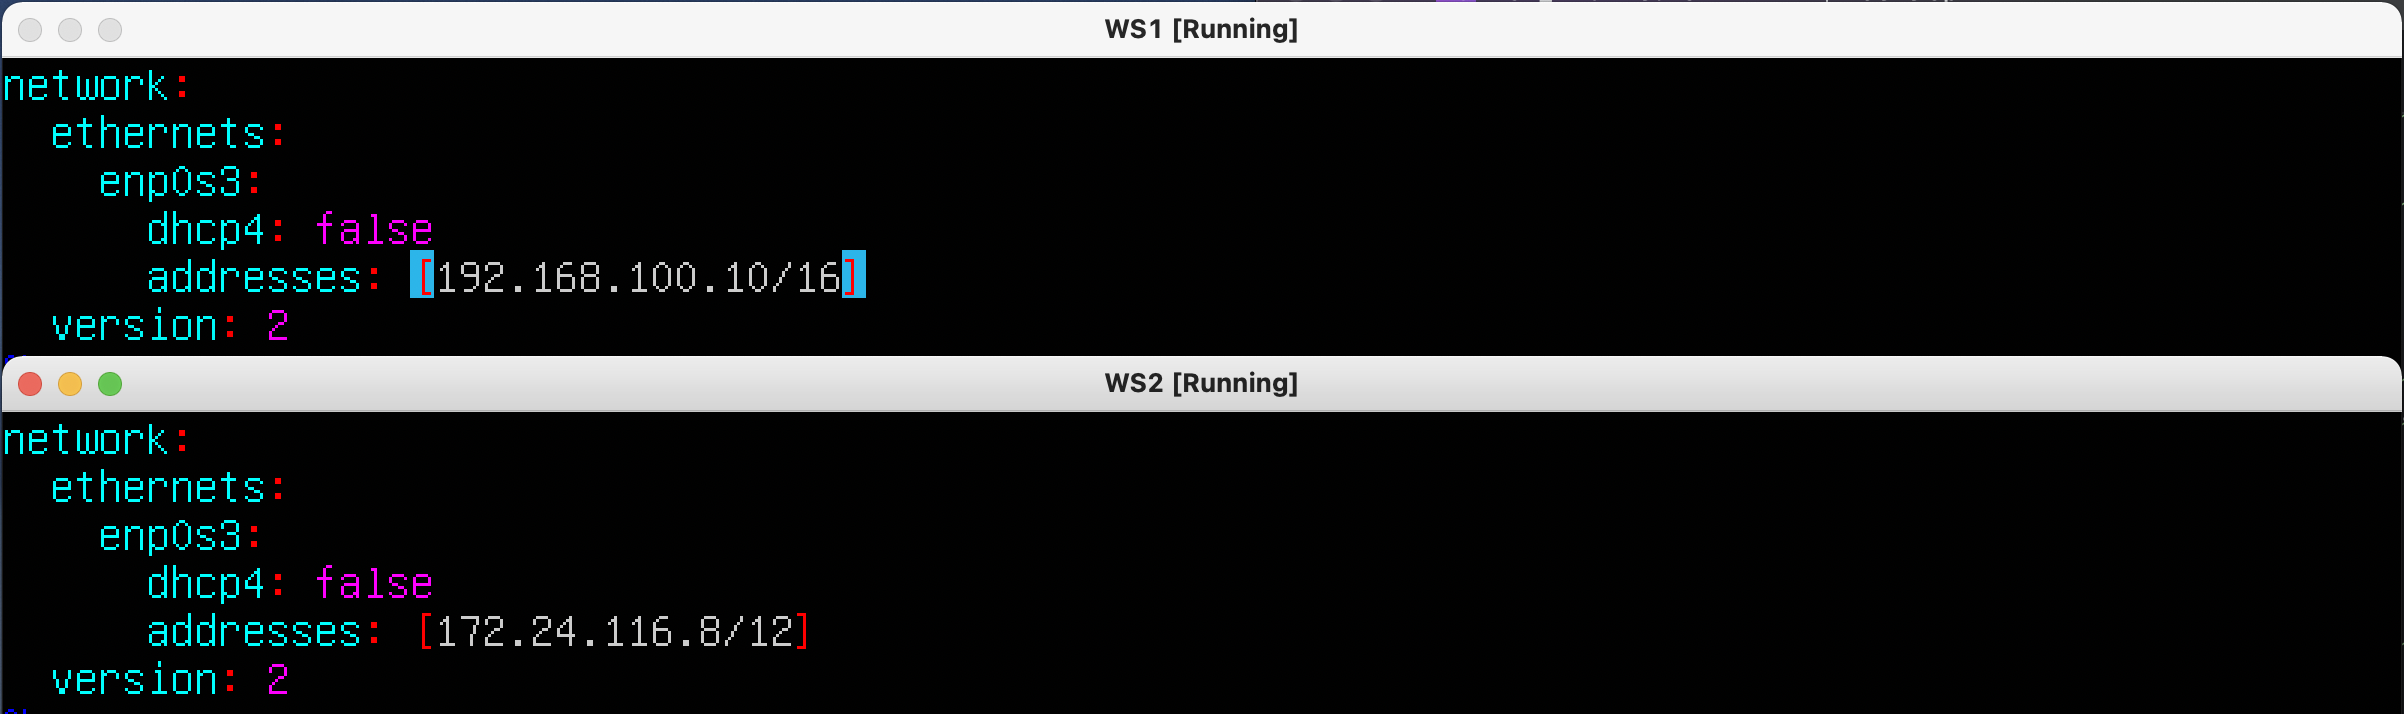 WS1 [Running]
network:
  ethernets:
    enp0s3:
      dhcp4: false
      addresses: [192.168.100.10/16]
  version: 2
WS2 [Running]
network:
  ethernets:
    enp0s3:
      dhcp4: false
      addresses: [172.24.116.8/12]
  version: 2